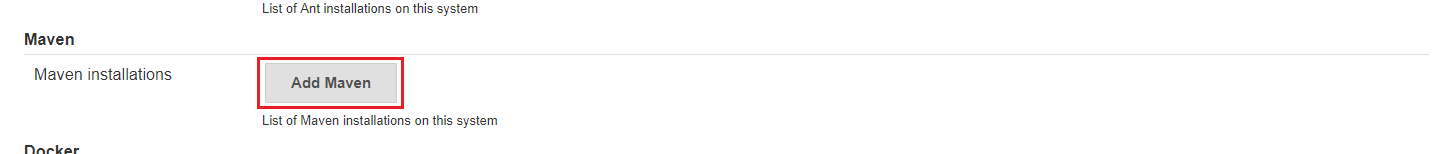 List of Ant installations on this system
Maven
Maven installations
Add Maven
List of Maven installations on this system
Docker